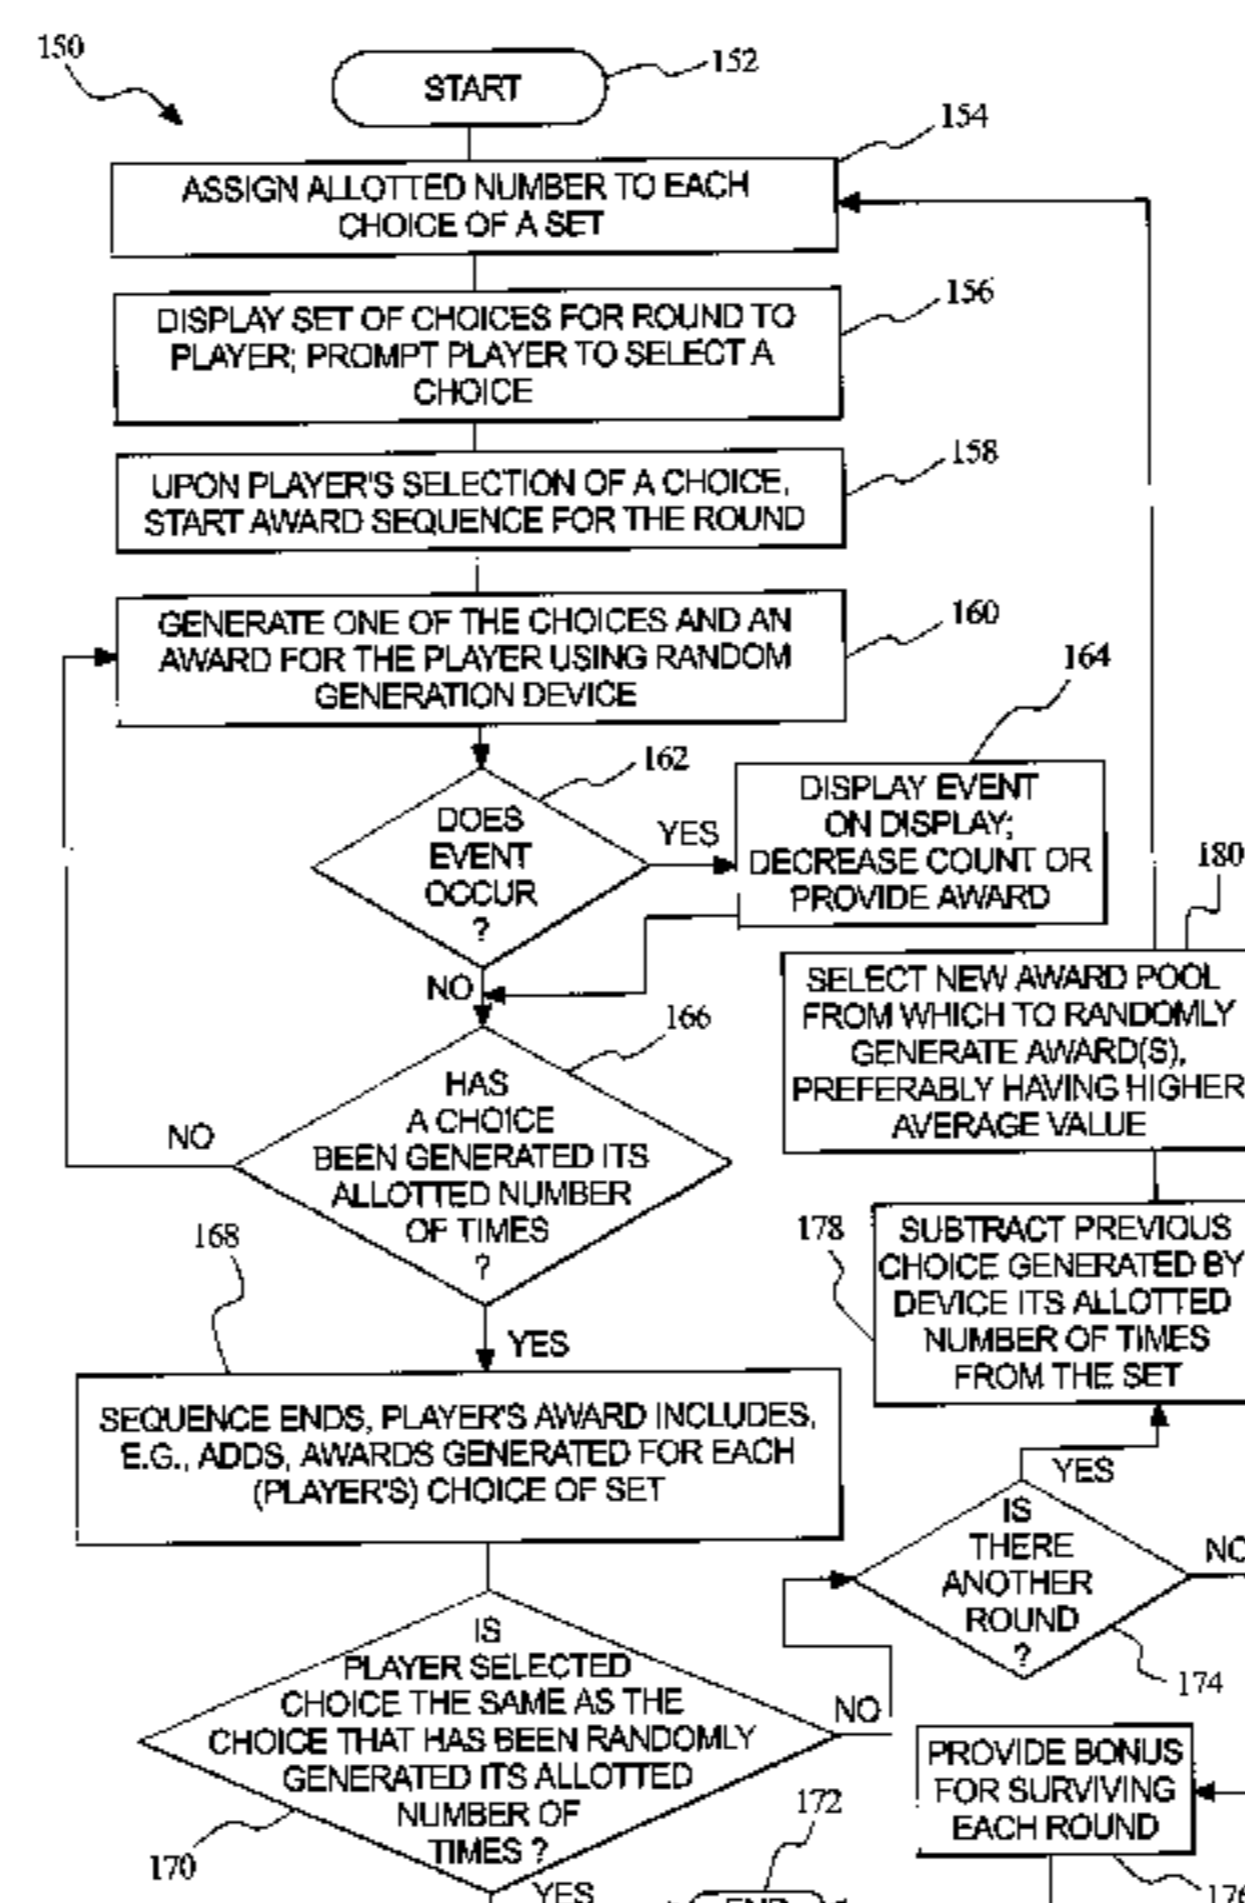 150
START
152
154
ASSIGN ALLOTTED NUMBER TO EACH
CHOICE OF A SET
156
DISPLAY SET OF CHOICES FOR ROUND TO
PLAYER; PROMPT PLAYER TO SELECT A
CHOICE
158
UPON PLAYER'S SELECTION OF A CHOICE,
START AWARD SEQUENCE FOR THE ROUND
160
GENERATE ONE OF THE CHOICES AND AN
AWARD FOR THE PLAYER USING RANDOM
GENERATION DEVICE
164
162
DOES
EVENT
OCCUR
?
YES
NO
DISPLAY EVENT
ON DISPLAY;
DECREASE COUNT OR
PROVIDE AWARD
180
SELECT NEW AWARD POOL
FROM WHICH TO RANDOMLY
GENERATE AWARD(S),
PREFERABLY HAVING HIGHER
AVERAGE VALUE
166
HAS
A CHOICE
BEEN GENERATED ITS
ALLOTTED NUMBER
OF TIMES
?
NO
YES
168
178
SUBTRACT PREVIOUS
CHOICE GENERATED BY
DEVICE ITS ALLOTTED
NUMBER OF TIMES
FROM THE SET
SEQUENCE ENDS, PLAYER'S AWARD INCLUDES,
E.G., ADDS, AWARDS GENERATED FOR EACH
(PLAYER'S) CHOICE OF SET
YES
IS
THERE
ANOTHER
ROUND
?
NO
174
IS
PLAYER SELECTED
CHOICE THE SAME AS THE
CHOICE THAT HAS BEEN RANDOMLY
GENERATED ITS ALLOTTED
NUMBER OF
TIMES ?
NO
170
YES
172
END
PROVIDE BONUS
FOR SURVIVING
EACH ROUND
176